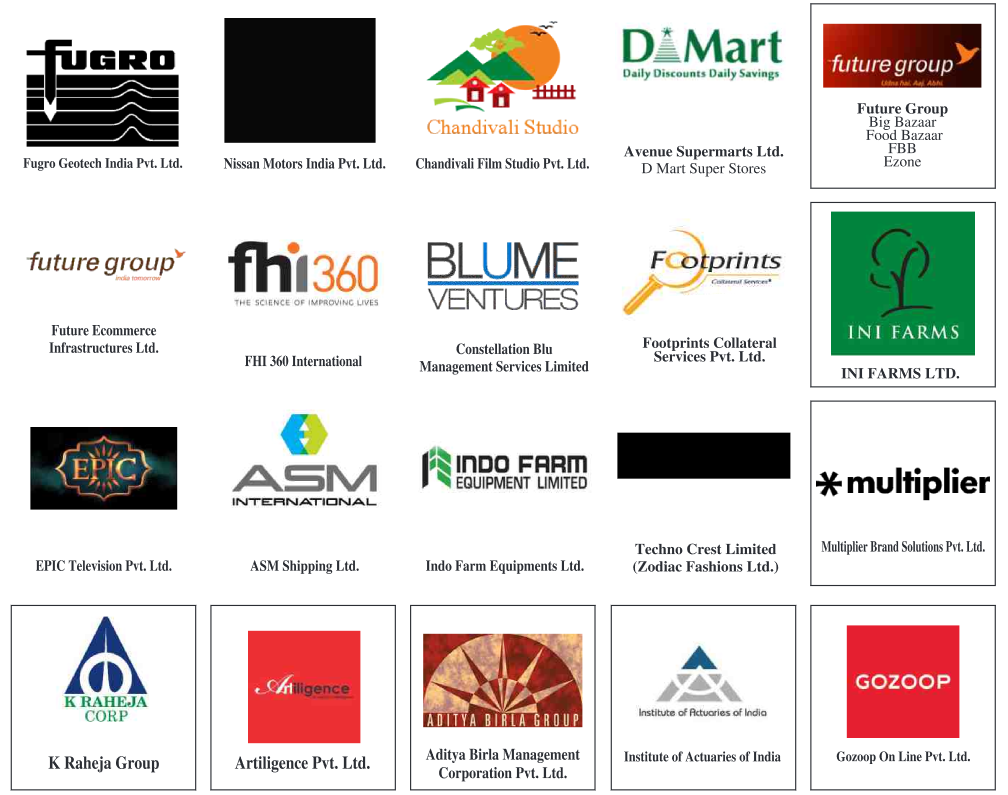 FUGRO
Fugro Geotech India Pvt. Ltd.
Nissan Motors India Pvt. Ltd.
Chandivali Studio
Chandivali Film Studio Pvt. Ltd.
D Mart
Daily Discounts Daily Savings
Avenue Supermarts Ltd.
D Mart Super Stores
future group
Udna hai. Aaj. Abhi.
Future Group
Big Bazaar
Food Bazaar
FBB
Ezone
future group
india tomorrow
Future Ecommerce
Infrastructures Ltd.
fhi 360
THE SCIENCE OF IMPROVING LIVES
FHI 360 International
BLUME
VENTURES
Constellation Blu
Management Services Limited
Footprints
Collateral Services
Footprints Collateral
Services Pvt. Ltd.
INI FARMS
INI FARMS LTD.
EPIC
EPIC Television Pvt. Ltd.
ASM
INTERNATIONAL
ASM Shipping Ltd.
INDO FARM
EQUIPMENT LIMITED
Indo Farm Equipments Ltd.
Techno Crest Limited
(Zodiac Fashions Ltd.)
multiplier
Multiplier Brand Solutions Pvt. Ltd.
K RAHEJA
CORP
K Raheja Group
Artiligence
Artiligence Pvt. Ltd.
ADITYA BIRLA GROUP
Aditya Birla Management
Corporation Pvt. Ltd.
Institute of Actuaries of India
Institute of Actuaries of India
GOZOOP
Gozoop On Line Pvt. Ltd.